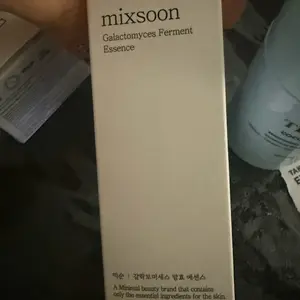 mixsoon
Galactomyces Ferment
Essence
믹순 : 갈락토미세스 발효 에센스
A Minimal beauty brand that contains
only the essential ingredients for the skin.